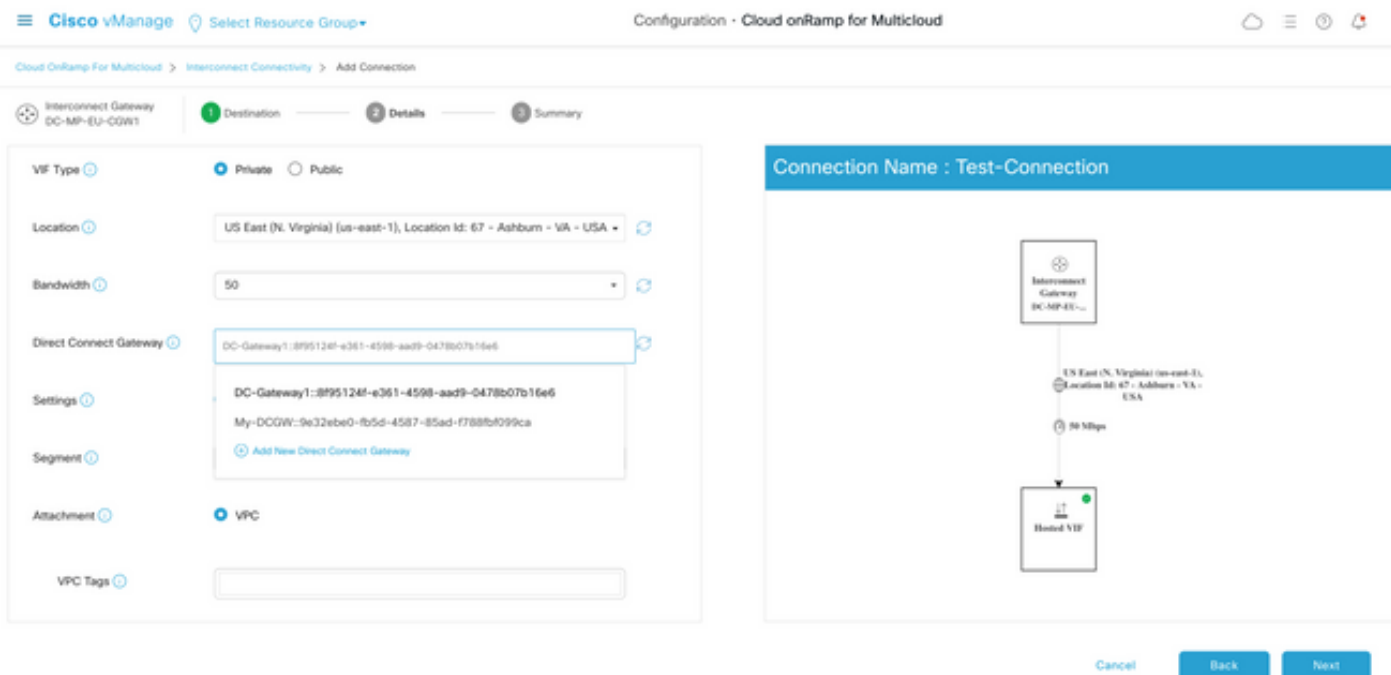 Cisco vManage
Select Resource Group
Configuration · Cloud onRamp for Multicloud
Cloud OnRamp For Multicloud > Interconnect Connectivity > Add Connection
Interconnect Gateway
DC-MP-EU-CGW1
1 Destination
2 Details
3 Summary
VIF Type
Private
Public
Location
US East (N. Virginia) (us-east-1), Location Id: 67 - Ashburn - VA - USA
Bandwidth
50
Direct Connect Gateway
DC-Gateway1::8f95124f-e361-4598-aad9-0478b07b16e6
DC-Gateway1::8f95124f-e361-4598-aad9-0478b07b16e6
Settings
My-DCGW::9e32ebe0-fb5d-4587-85ad-f788fbf099ca
Add New Direct Connect Gateway
Segment
Attachment
VPC
VPC Tags
Connection Name : Test-Connection
Interconnect
Gateway
DC-MP-EU-...
US East (N. Virginia) (us-east-1),
Location Id: 67 - Ashburn - VA -
USA
50 Mbps
Hosted VIF
Cancel
Back
Next